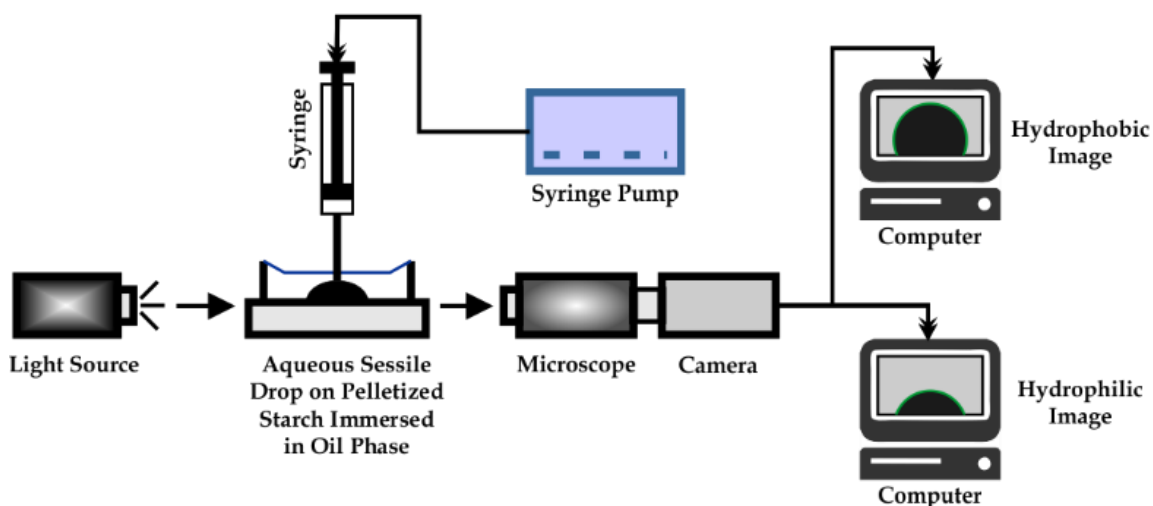 Syringe
Syringe Pump
Hydrophobic
Image
Computer
Light Source
Aqueous Sessile
Drop on Pelletized
Starch Immersed
in Oil Phase
Microscope
Camera
Hydrophilic
Image
Computer